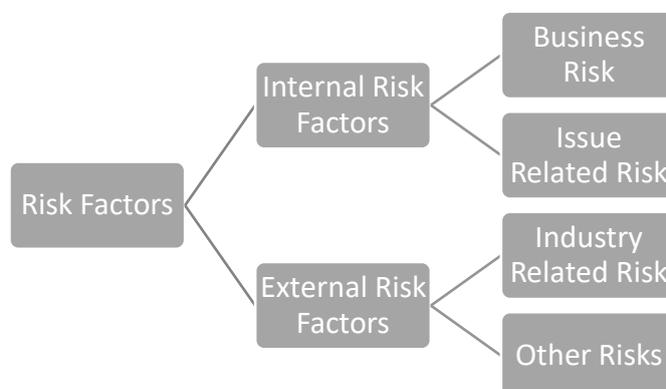 Risk Factors
Internal Risk
Factors
Business
Risk
Issue
Related Risk
External Risk
Factors
Industry
Related Risk
Other Risks